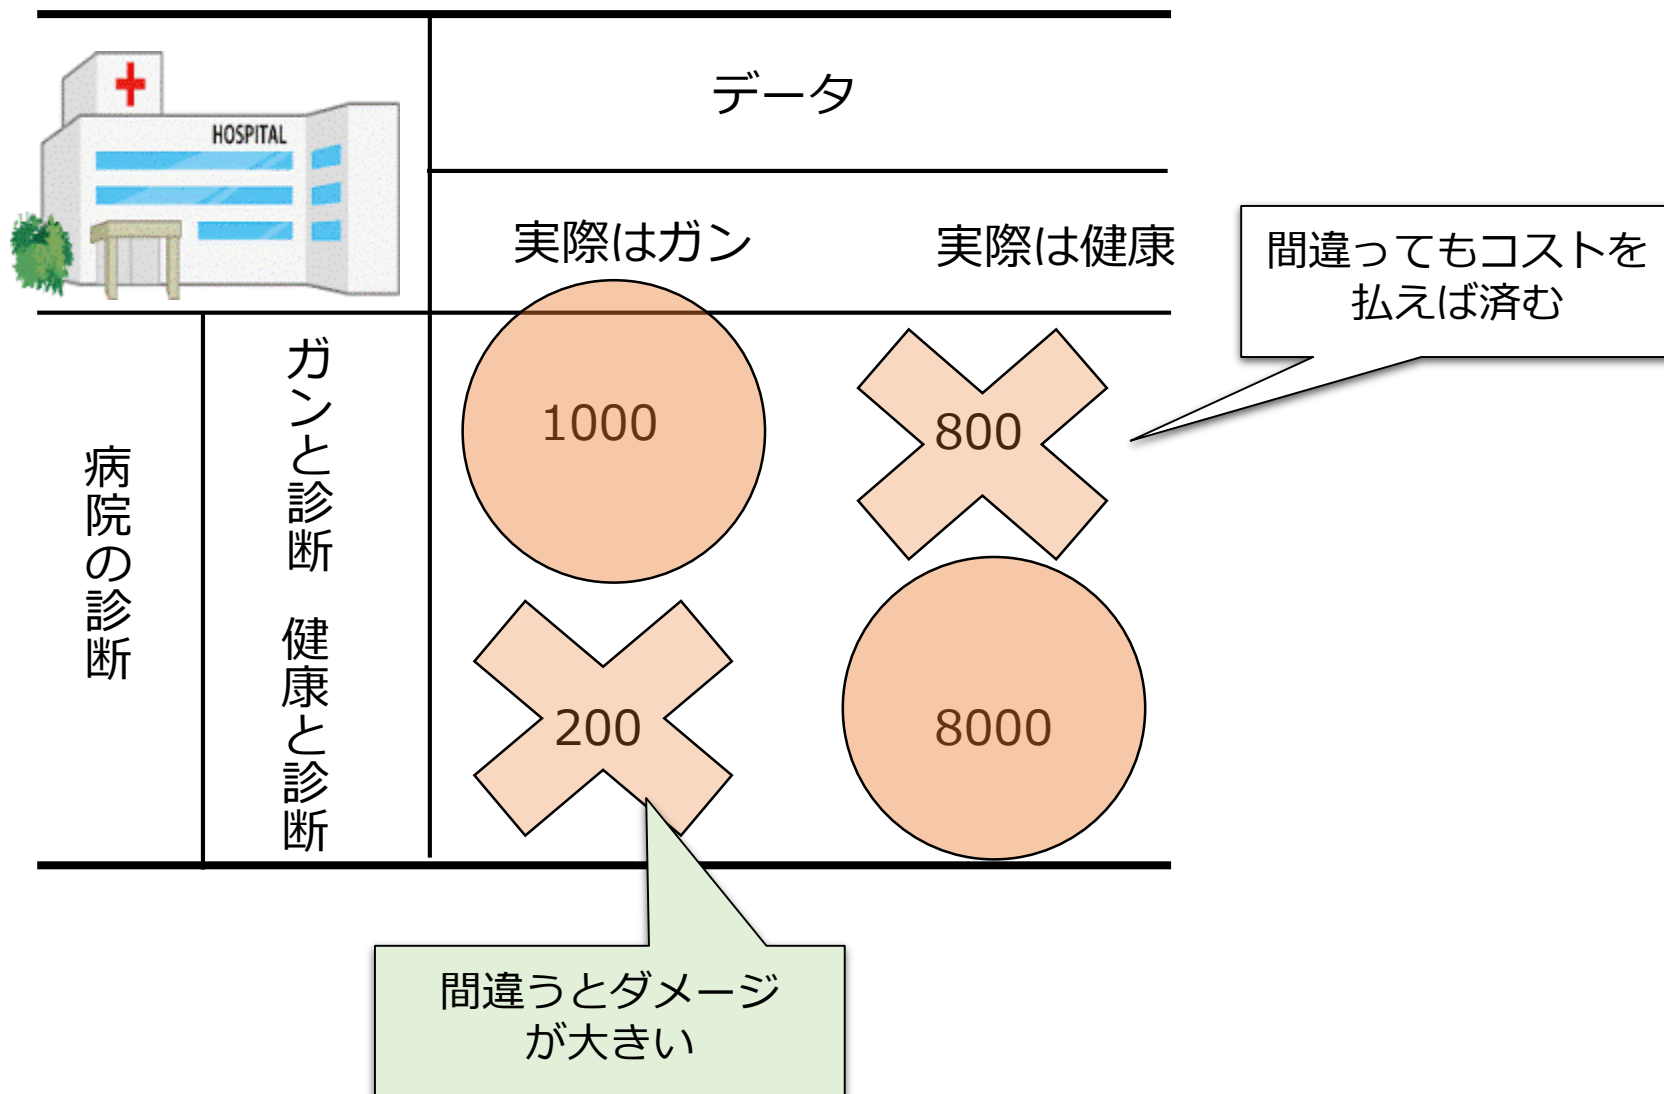 HOSPITAL
データ
実際はガン
実際は健康
間違ってもコストを
払えば済む
病院の診断
ガンと診断
1000
800
健康と診断
200
8000
間違うとダメージ
が大きい